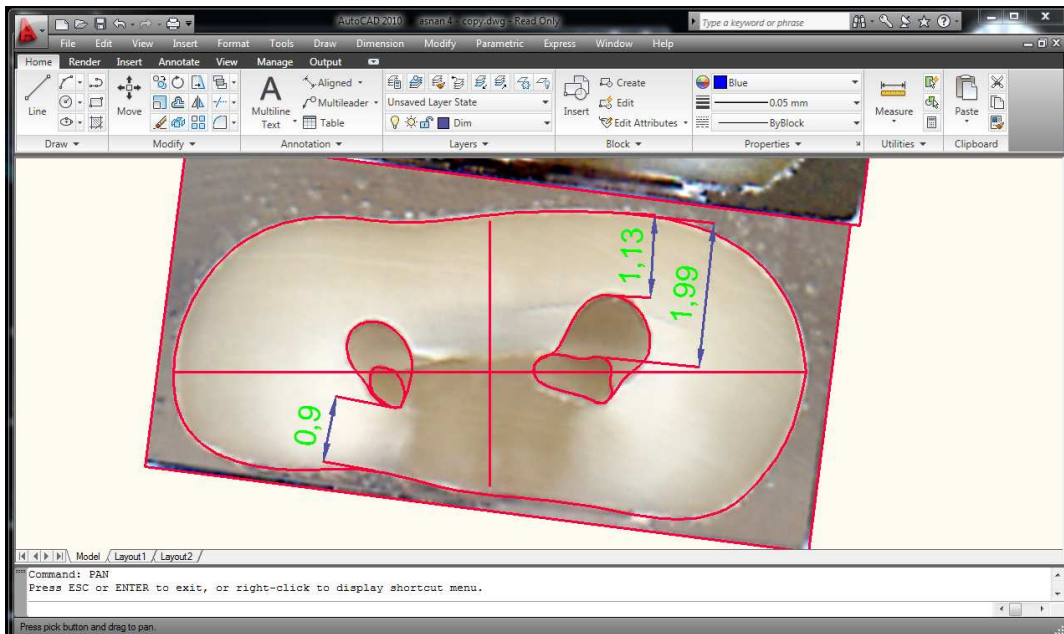 AutoCAD 2010 asnan 4 - copy.dwg - Read Only
Type a keyword or phrase
File Edit View Insert Format Tools Draw Dimension Modify Parametric Express Window Help
Home Render Insert Annotate View Manage Output
Line
Move
A
Multiline
Text
Aligned
Multileader
Table
Unsaved Layer State
Dim
Insert
Create
Edit
Edit Attributes
Blue
0.05 mm
ByBlock
Measure
Paste
Draw Modify Annotation Layers Block Properties Utilities Clipboard
1,13
1,99
0,9
Model Layout1 Layout2
Command: PAN
Press ESC or ENTER to exit, or right-click to display shortcut menu.
Press pick button and drag to pan.